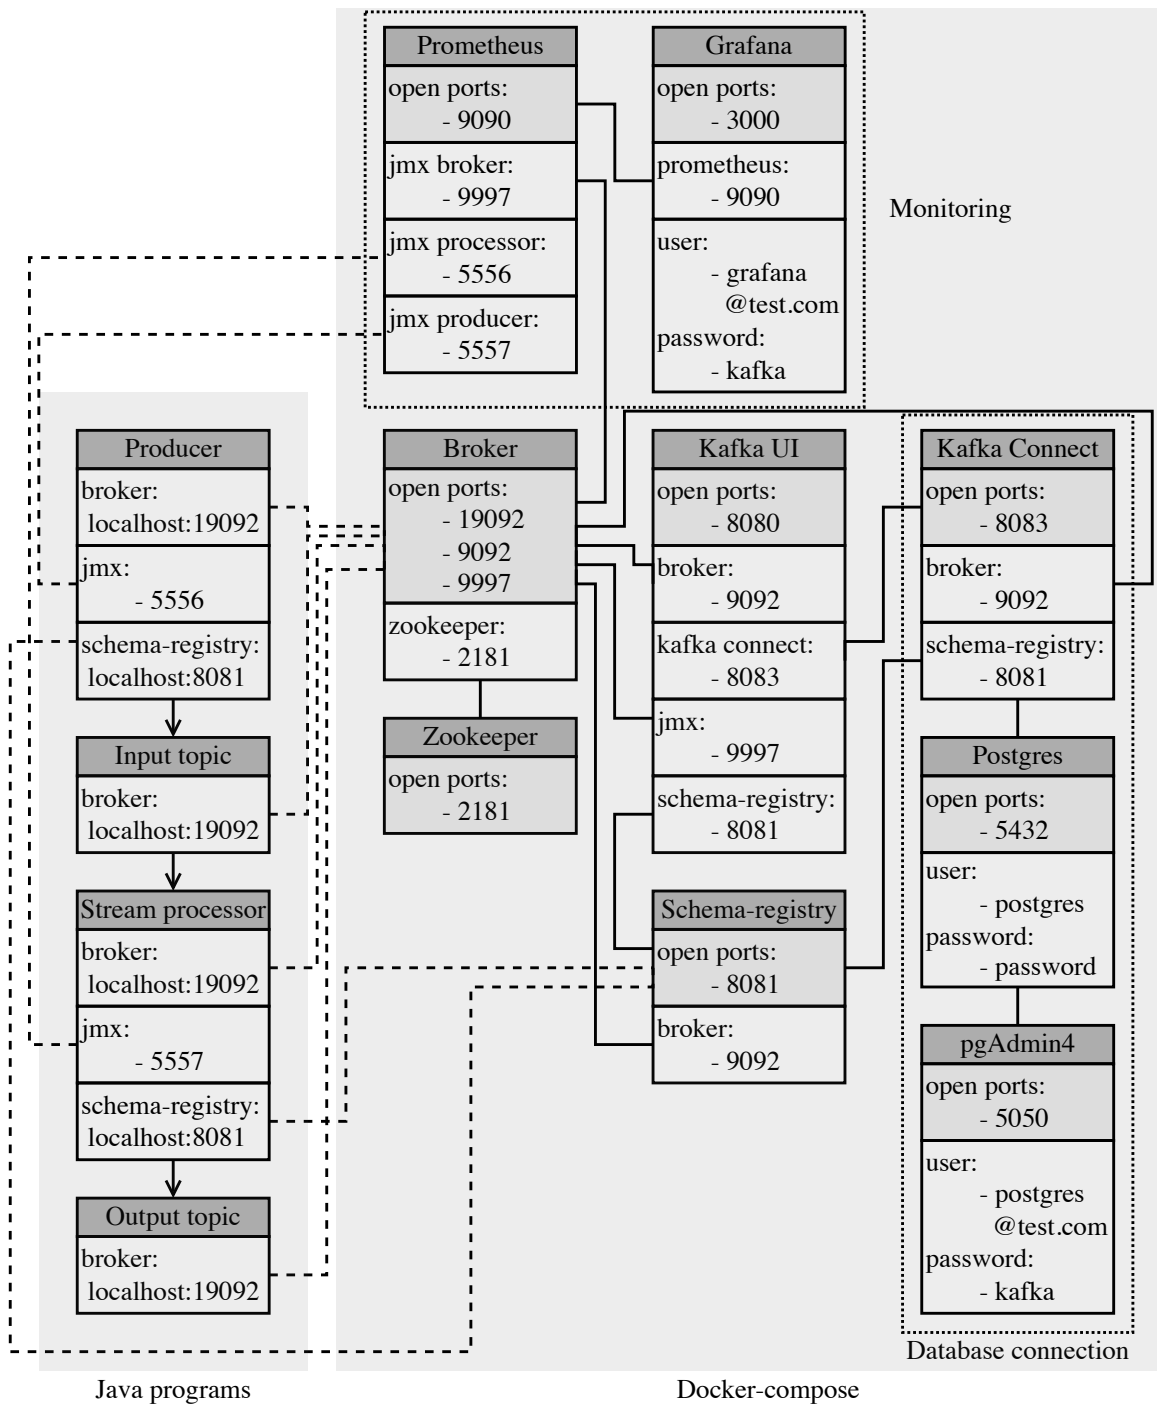 Prometheus
open ports:
- 9090
jmx broker:
- 9997
jmx processor:
- 5556
jmx producer:
- 5557
Grafana
open ports:
- 3000
prometheus:
- 9090
user:
- grafana
@test.com
password:
- kafka
Monitoring
Producer
broker:
localhost:19092
jmx:
- 5556
schema-registry:
localhost:8081
Input topic
broker:
localhost:19092
Stream processor
broker:
localhost:19092
jmx:
- 5557
schema-registry:
localhost:8081
Output topic
broker:
localhost:19092
Java programs
Broker
open ports:
- 19092
- 9092
- 9997
zookeeper:
- 2181
Zookeeper
open ports:
- 2181
Kafka UI
open ports:
- 8080
broker:
- 9092
kafka connect:
- 8083
jmx:
- 9997
schema-registry:
- 8081
Schema-registry
open ports:
- 8081
broker:
- 9092
Kafka Connect
open ports:
- 8083
broker:
- 9092
schema-registry:
- 8081
Postgres
open ports:
- 5432
user:
- postgres
password:
- password
pgAdmin4
open ports:
- 5050
user:
- postgres
@test.com
password:
- kafka
Database connection
Docker-compose